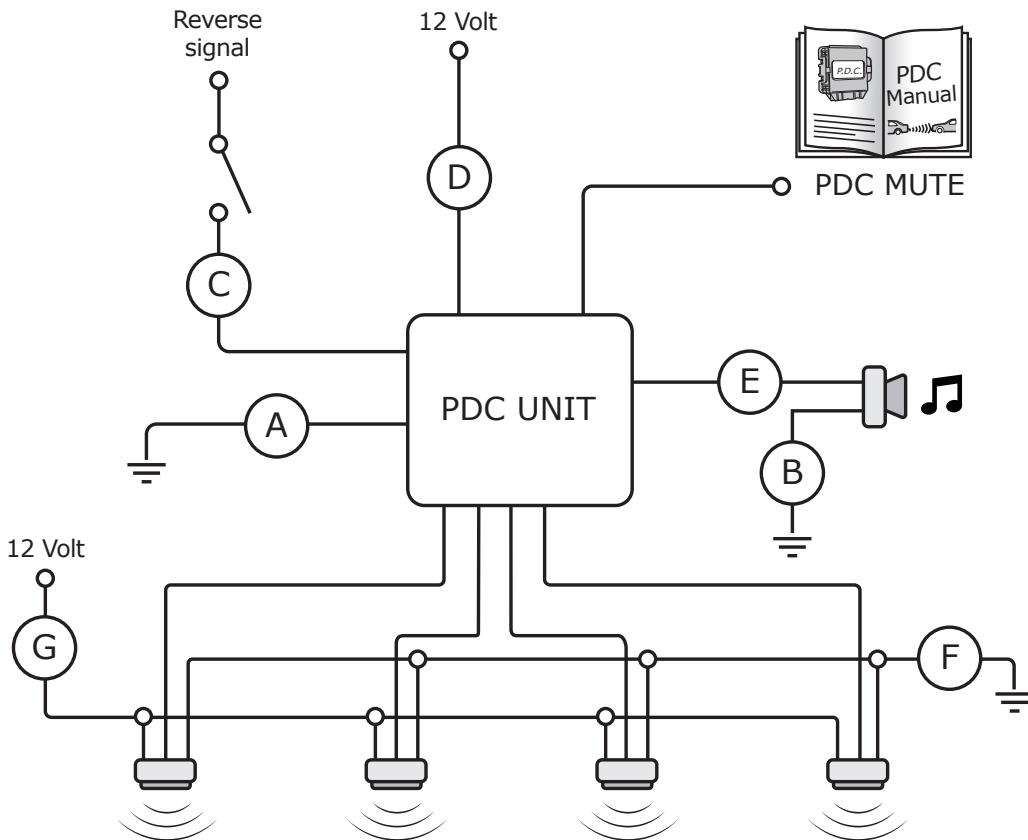 Reverse
signal
12 Volt
P.D.C.
PDC
Manual
PDC MUTE
D
C
E
PDC UNIT
A
B
12 Volt
G
F